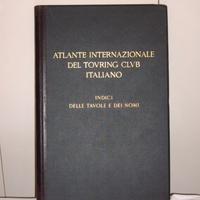 ATLANTE INTERNAZIONALE
DEL TOVRING CLVB
ITALIANO
INDICI
DELLE TAVOLE E DEI NOMI